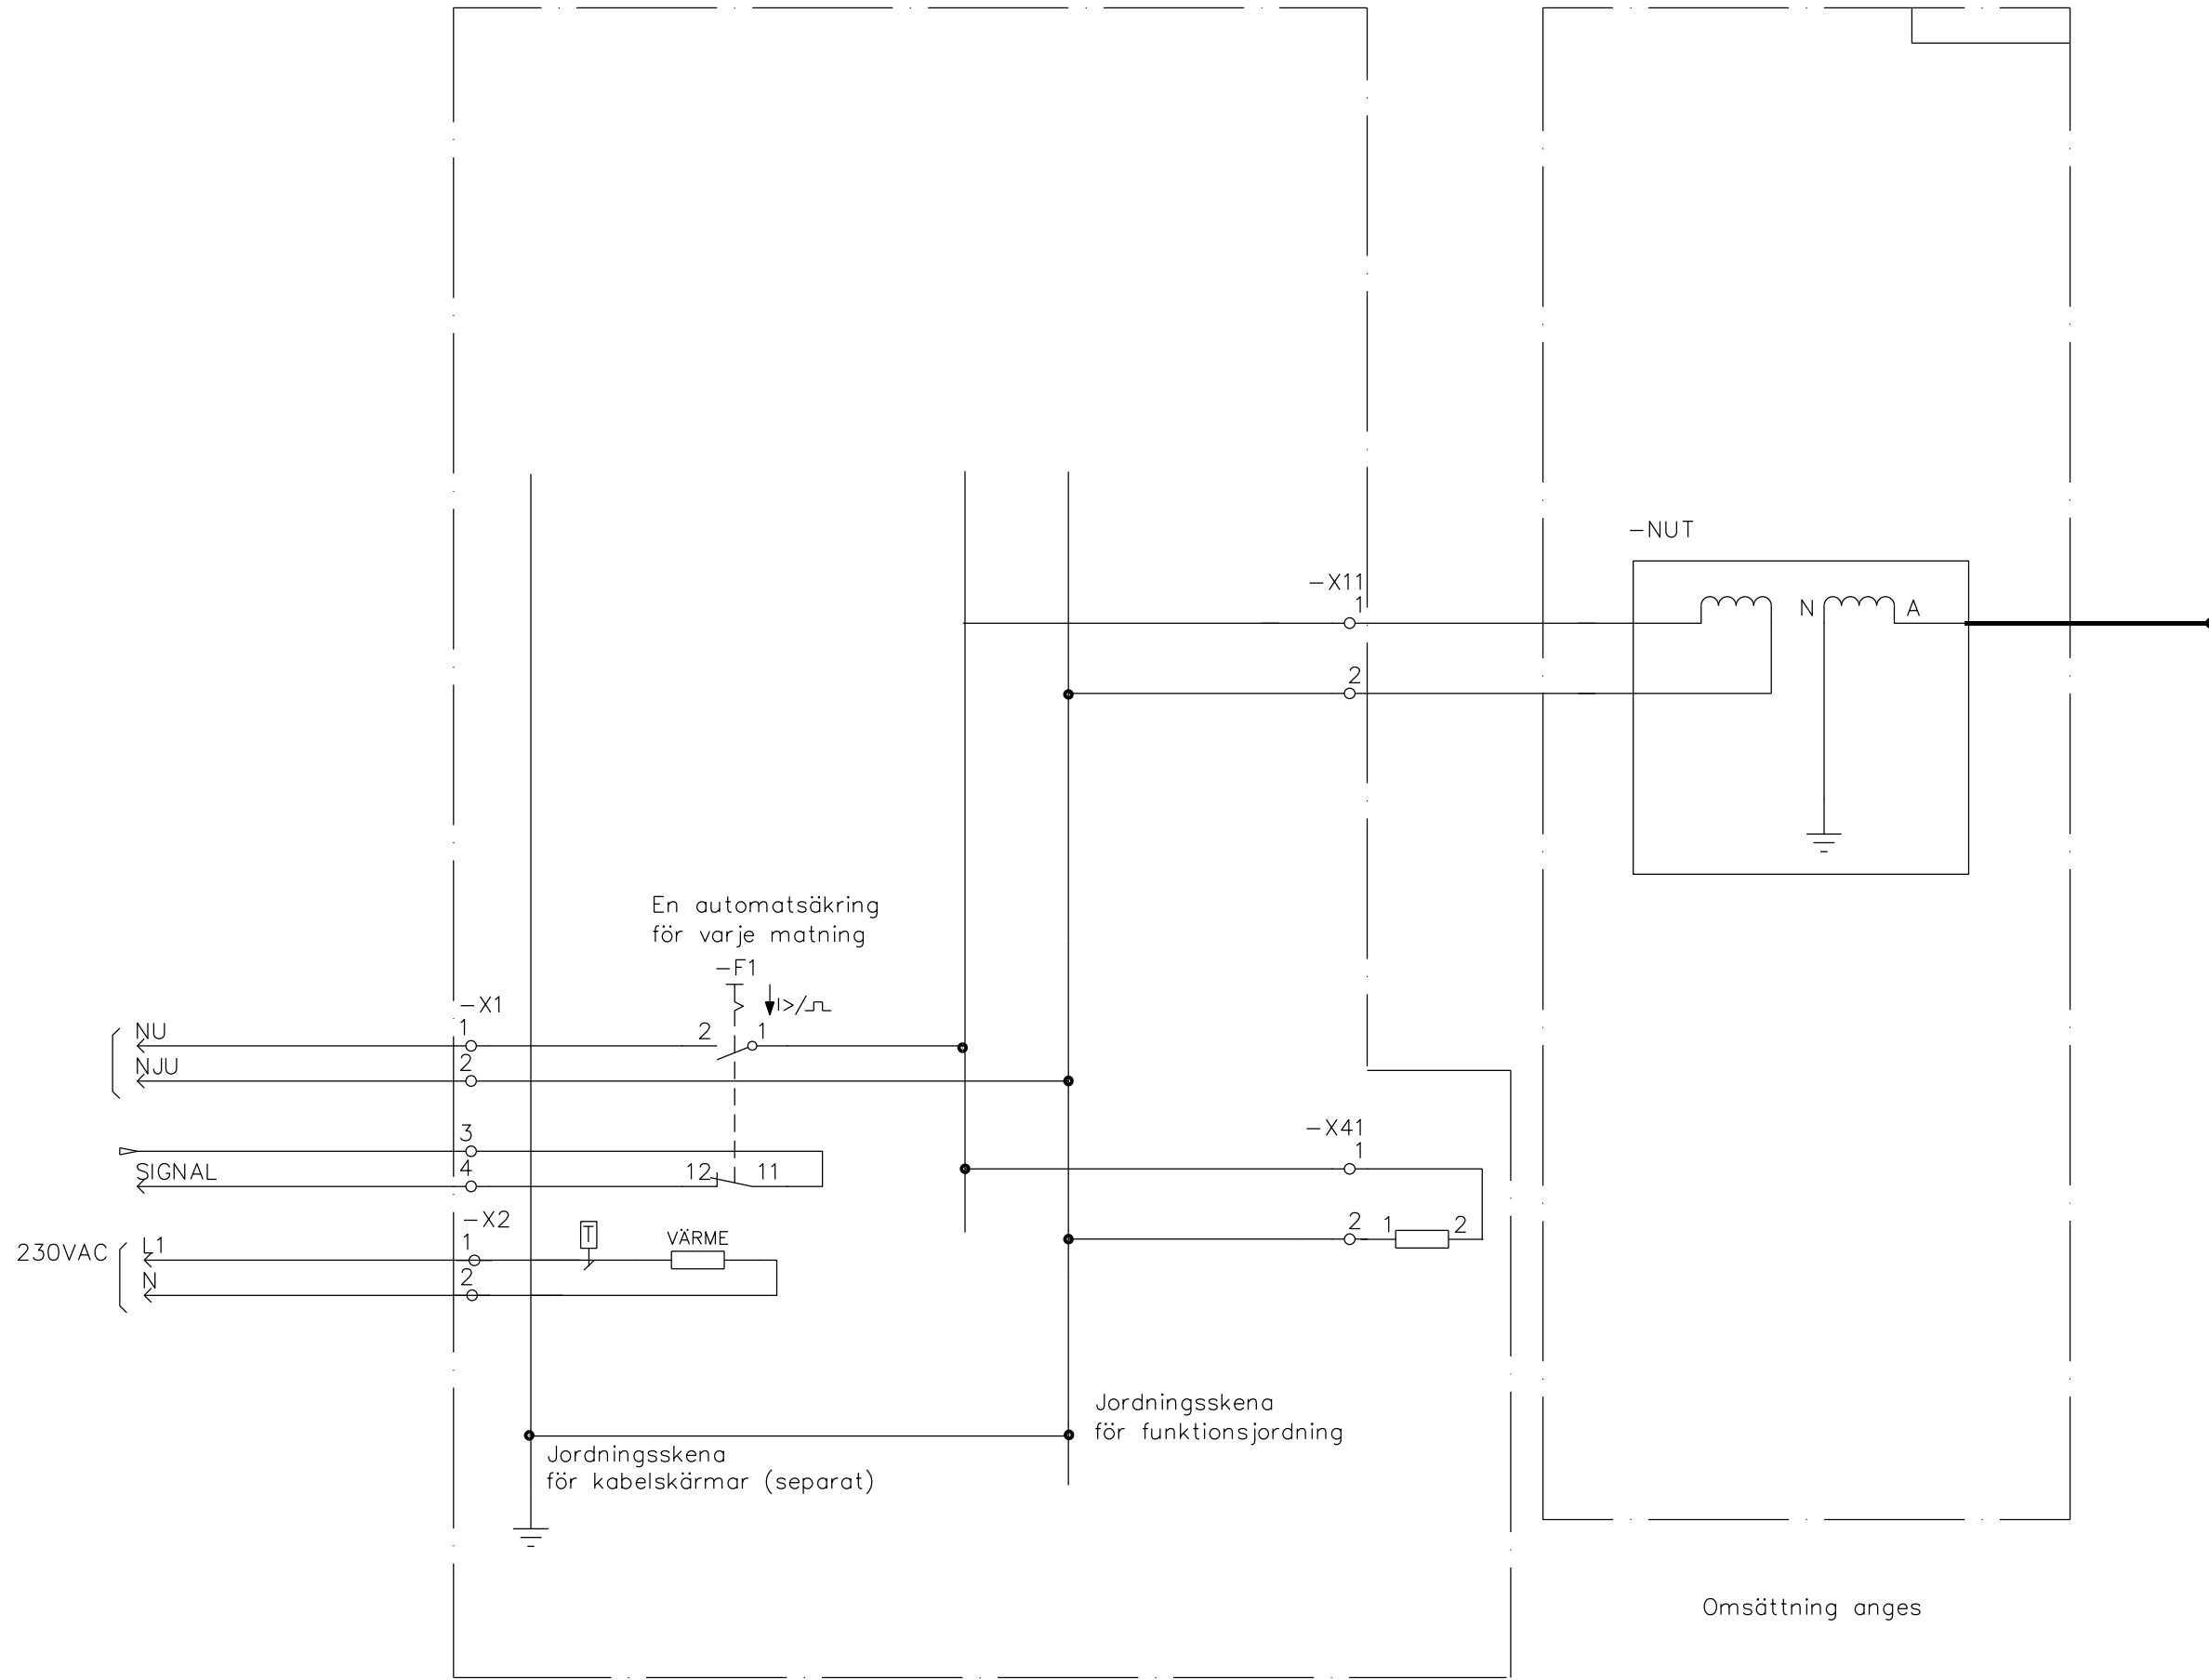 -NUT
-X11
1
N
A
2
En automatsäkring
för varje matning
-F1
-X1
I>/
NU
1
2
1
NJU
2
3
-X41
1
SIGNAL
4
12
11
-X2
T
VÄRME
2
1
2
230VAC
L1
1
N
2
Jordningsskena
för funktionsjordning
Jordningsskena
för kabelskärmar (separat)
Omsättning anges